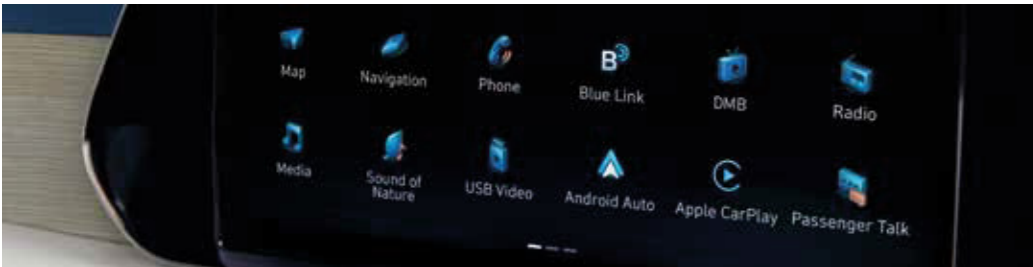 Map
Navigation
Phone
B
Blue Link
DMB
Radio
Media
Sound of
Nature
USB Video
Android Auto
Apple CarPlay
Passenger Talk